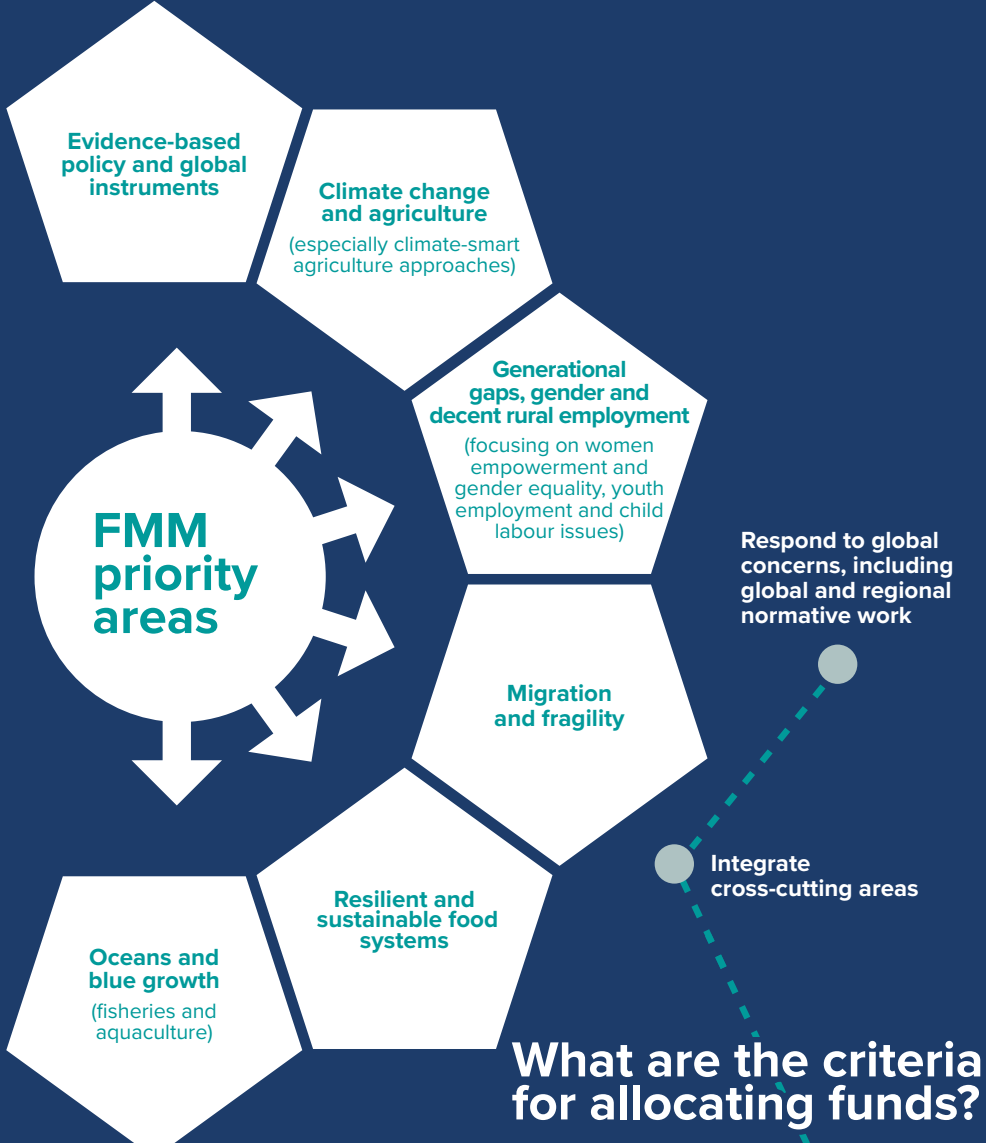 Evidence-based
policy and global
instruments
Climate change
and agriculture
(especially climate-smart
agriculture approaches)
Generational
gaps, gender and
decent rural employment
(focusing on women
empowerment and
gender equality, youth
employment and child
labour issues)
FMM
priority
areas
Migration
and fragility
Resilient and
sustainable food
systems
Oceans and
blue growth
(fisheries and
aquaculture)
Respond to global
concerns, including
global and regional
normative work
Integrate
cross-cutting areas
What are the criteria
for allocating funds?